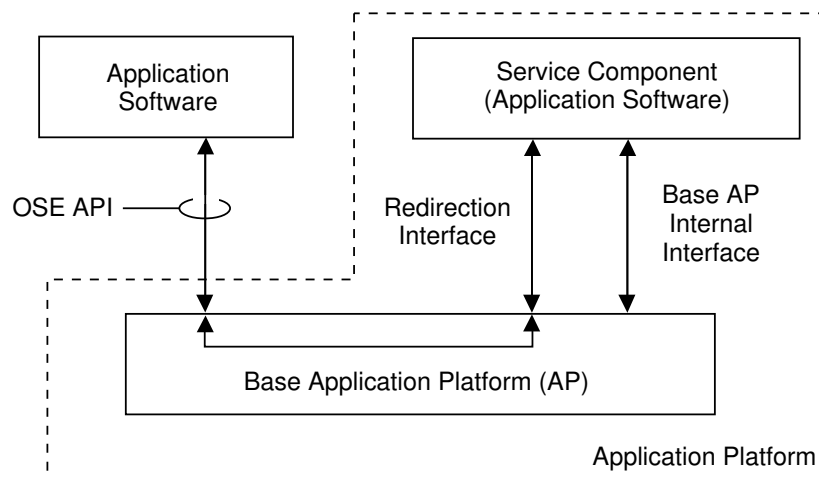 Application
Software
Service Component
(Application Software)
OSE API
Redirection
Interface
Base AP
Internal
Interface
Base Application Platform (AP)
Application Platform